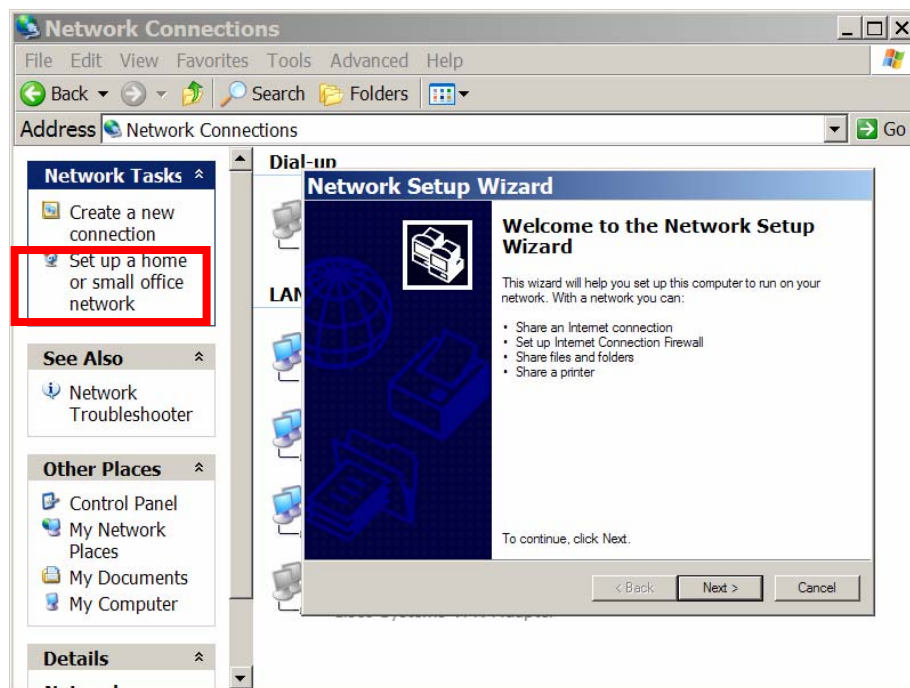 Network Connections
File Edit View Favorites Tools Advanced Help
Back Search Folders
Address Network Connections Go
Network Tasks
Create a new
connection
Set up a home
or small office
network
See Also
Network
Troubleshooter
Other Places
Control Panel
My Network
Places
My Documents
My Computer
Details
Dial-up
LAN
Network Setup Wizard
Welcome to the Network Setup
Wizard
This wizard will help you set up this computer to run on your
network. With a network you can:
• Share an Internet connection
• Set up Internet Connection Firewall
• Share files and folders
• Share a printer
To continue, click Next.
< Back Next > Cancel